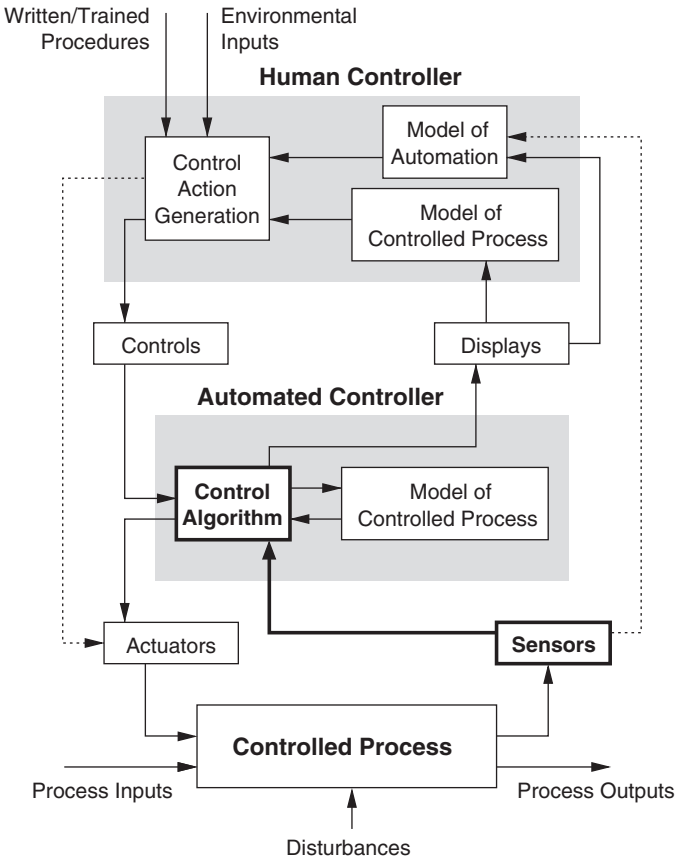 Written/Trained
Procedures
Environmental
Inputs
Human Controller
Control
Action
Generation
Model of
Automation
Model of
Controlled Process
Controls
Displays
Automated Controller
Control
Algorithm
Model of
Controlled Process
Actuators
Sensors
Controlled Process
Process Inputs
Process Outputs
Disturbances